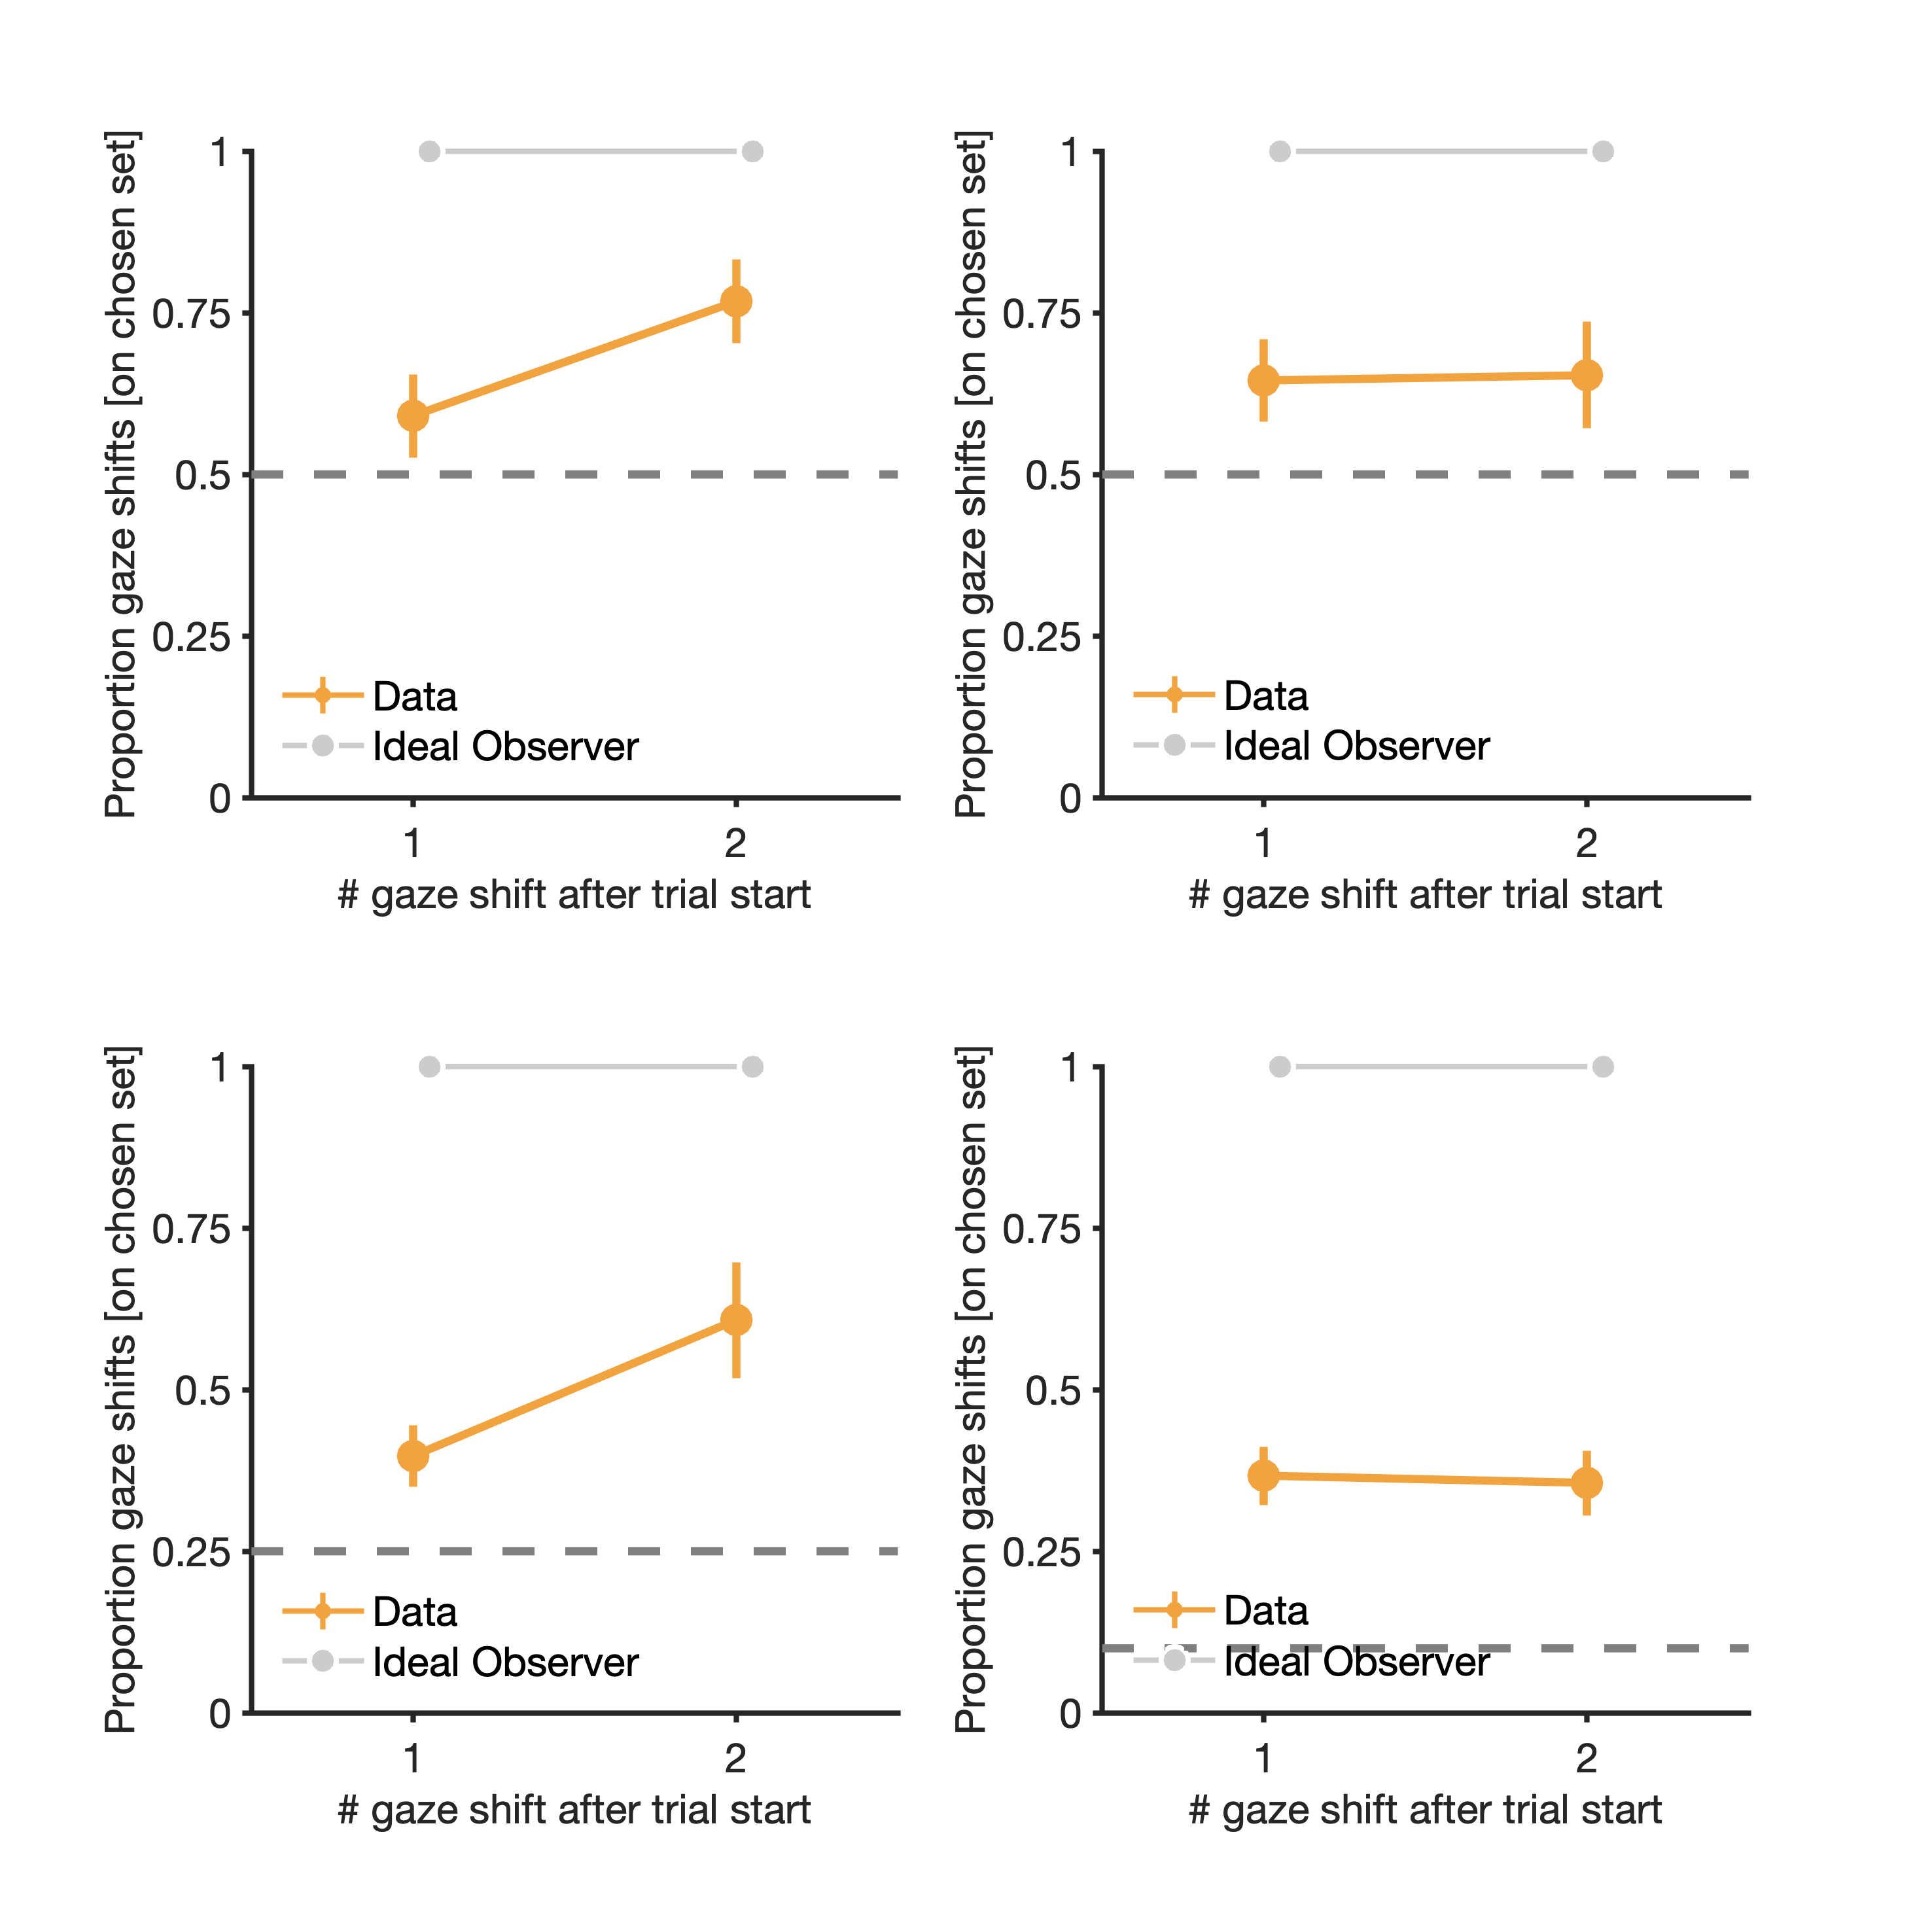 Proportion gaze shifts [on chosen set]
1
0.75
0.5
0.25
0
Data
Ideal Observer
1 2
# gaze shift after trial start
Proportion gaze shifts [on chosen set]
1
0.75
0.5
0.25
0
Data
Ideal Observer
1 2
# gaze shift after trial start
Proportion gaze shifts [on chosen set]
1
0.75
0.5
0.25
0
Data
Ideal Observer
1 2
# gaze shift after trial start
Proportion gaze shifts [on chosen set]
1
0.75
0.5
0.25
0
Data
Ideal Observer
1 2
# gaze shift after trial start